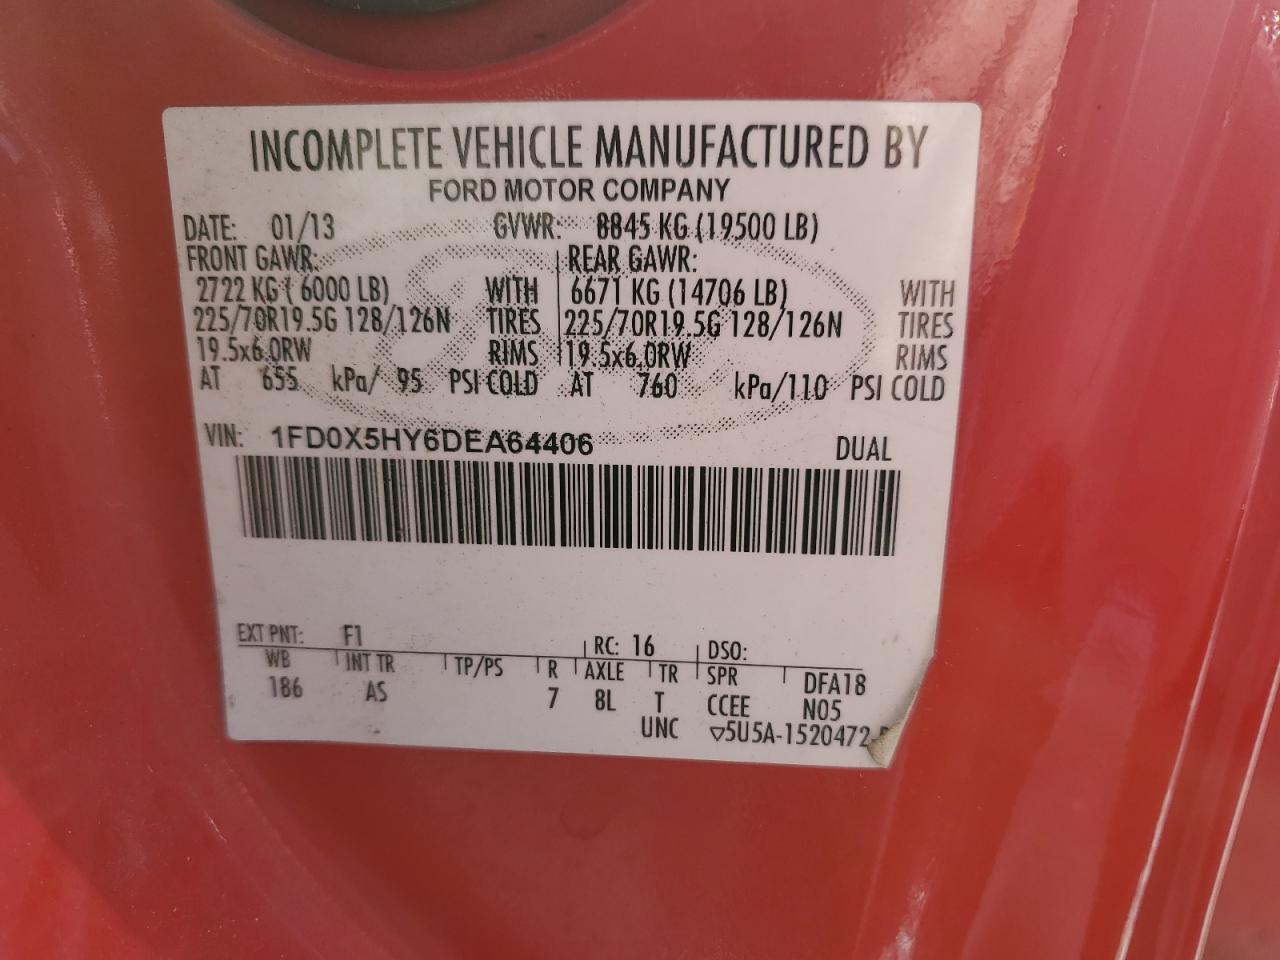 INCOMPLETE VEHICLE MANUFACTURED BY
FORD MOTOR COMPANY
DATE: 01/13 GVWR: 8845 KG (19500 LB)
FRONT GAWR: REAR GAWR:
2722 KG ( 6000 LB) WITH 6671 KG (14706 LB) WITH
225/70R19.5G 128/126N TIRES 225/70R19.5G 128/126N TIRES
19.5x6.0RW RIMS 19.5x6.0RW RIMS
AT 655 kPa/ 95 PSI COLD AT 760 kPa/110 PSI COLD
VIN: 1FD0X5HY6DEA64406 DUAL
EXT PNT: F1 RC: 16 DSO:
WB INT TR TP/PS R AXLE TR SPR DFA18
186 AS 7 8L T CCEE N05
UNC ▽5U5A-1520472-